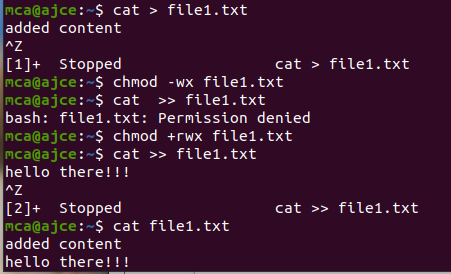 mca@ajce:~$ cat > file1.txt
added content
^Z
[1]+  Stopped                 cat > file1.txt
mca@ajce:~$ chmod -wx file1.txt
mca@ajce:~$ cat  >> file1.txt
bash: file1.txt: Permission denied
mca@ajce:~$ chmod +rwx file1.txt
mca@ajce:~$ cat >> file1.txt
hello there!!!
^Z
[2]+  Stopped                 cat >> file1.txt
mca@ajce:~$ cat file1.txt
added content
hello there!!!